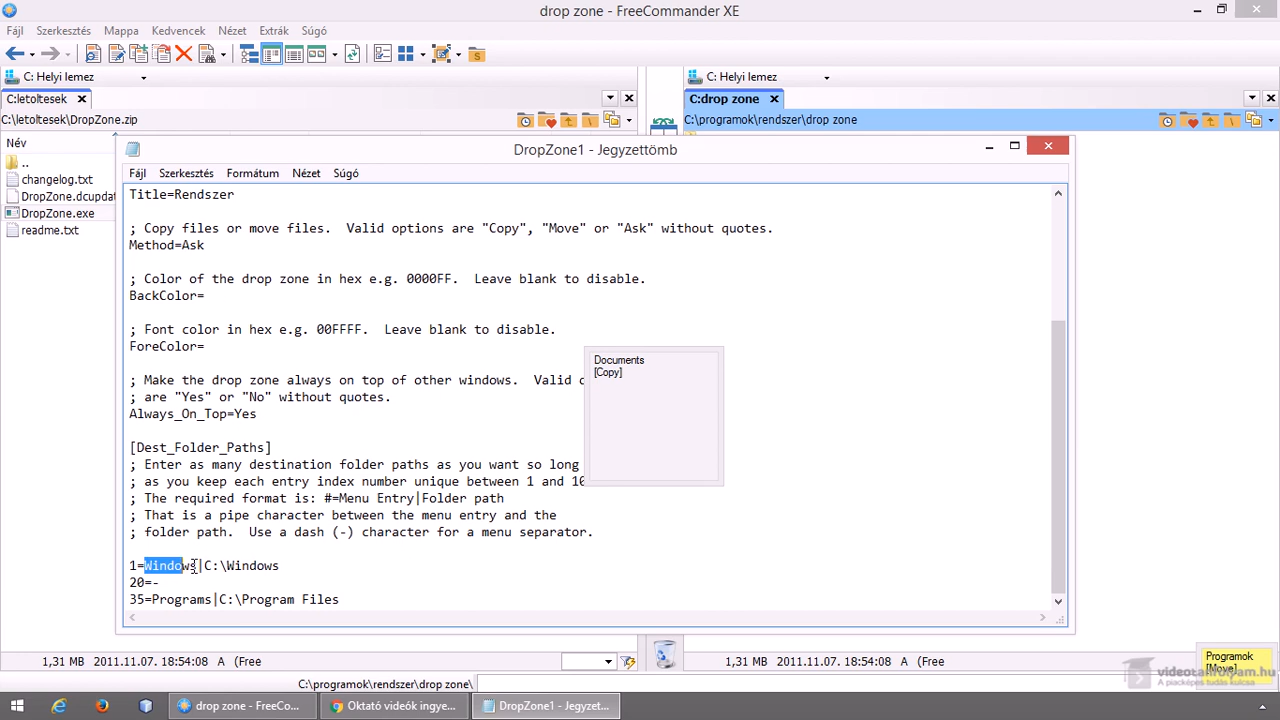 drop zone - FreeCommander XE
Fájl Szerkesztés Mappa Kedvencek Nézet Extrák Súgó
C: Helyi lemez
C: Helyi lemez
C:letoltesek
C:drop zone
C:\letoltesek\DropZone.zip
C:\programok\rendszer\drop zone
Név
..
changelog.txt
DropZone.dcupdat
DropZone.exe
readme.txt
DropZone1 - Jegyzettömb
Fájl Szerkesztés Formátum Nézet Súgó
Title=Rendszer
; Copy files or move files.  Valid options are "Copy", "Move" or "Ask" without quotes.
Method=Ask
; Color of the drop zone in hex e.g. 0000FF.  Leave blank to disable.
BackColor=
; Font color in hex e.g. 00FFFF.  Leave blank to disable.
ForeColor=
; Make the drop zone always on top of other windows.  Valid
; are "Yes" or "No" without quotes.
Always_On_Top=Yes
[Dest_Folder_Paths]
; Enter as many destination folder paths as you want so long
; as you keep each entry index number unique between 1 and 10
; The required format is: #=Menu Entry|Folder path
; That is a pipe character between the menu entry and the
; folder path.  Use a dash (-) character for a menu separator.
1=Windows|C:\Windows
20=-
35=Programs|C:\Program Files
Documents
[Copy]
1,31 MB 2011.11.07. 18:54:08 A (Free
1,31 MB 2011.11.07. 18:54:08 A (Free
Programok
[Move]
videotanfolyam.hu
A piacképes tudás kulcsa
C:\programok\rendszer\drop zone\
drop zone - FreeCo...
Oktató videók ingye...
DropZone1 - Jegyzet...